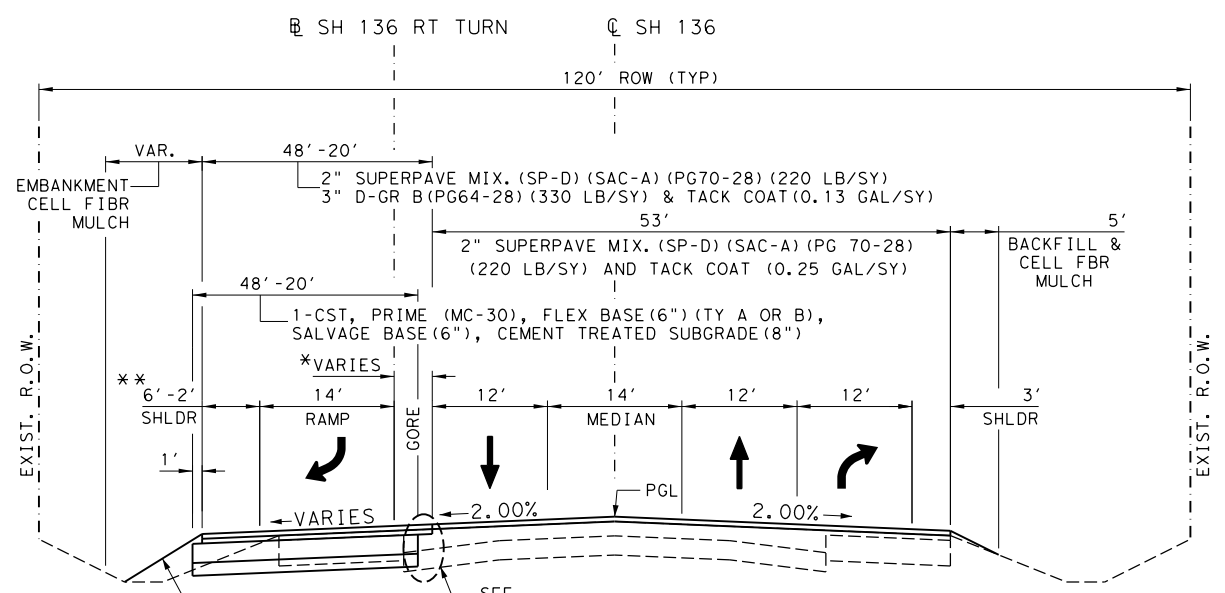 ℄ SH 136
120' ROW (TYP)
SH 136 RT TURN
VAR.
48'-20'
2" SUPERPAVE MIX.(SP-D)(SAC-A)(PG70-28)(220 LB/SY)
3" D-GR B(PG64-28)(330 LB/SY) & TACK COAT(0.13 GAL/SY)
EMBANKMENT
CELL FIBR
MULCH
53'
2" SUPERPAVE MIX.(SP-D)(SAC-A)(PG 70-28)
(220 LB/SY) AND TACK COAT (0.25 GAL/SY)
5'
BACKFILL &
CELL FBR
MULCH
48'-20'
1-CST, PRIME (MC-30), FLEX BASE(6")(TY A OR B),
SALVAGE BASE(6"), CEMENT TREATED SUBGRADE(8")
*VARIES
**
6'-2'
SHLDR
14'
RAMP
GORE
12'
14'
MEDIAN
12'
12'
3'
SHLDR
1'
EXIST. R.O.W.
EXIST. R.O.W.
PGL
VARIES
2.00%
2.00%